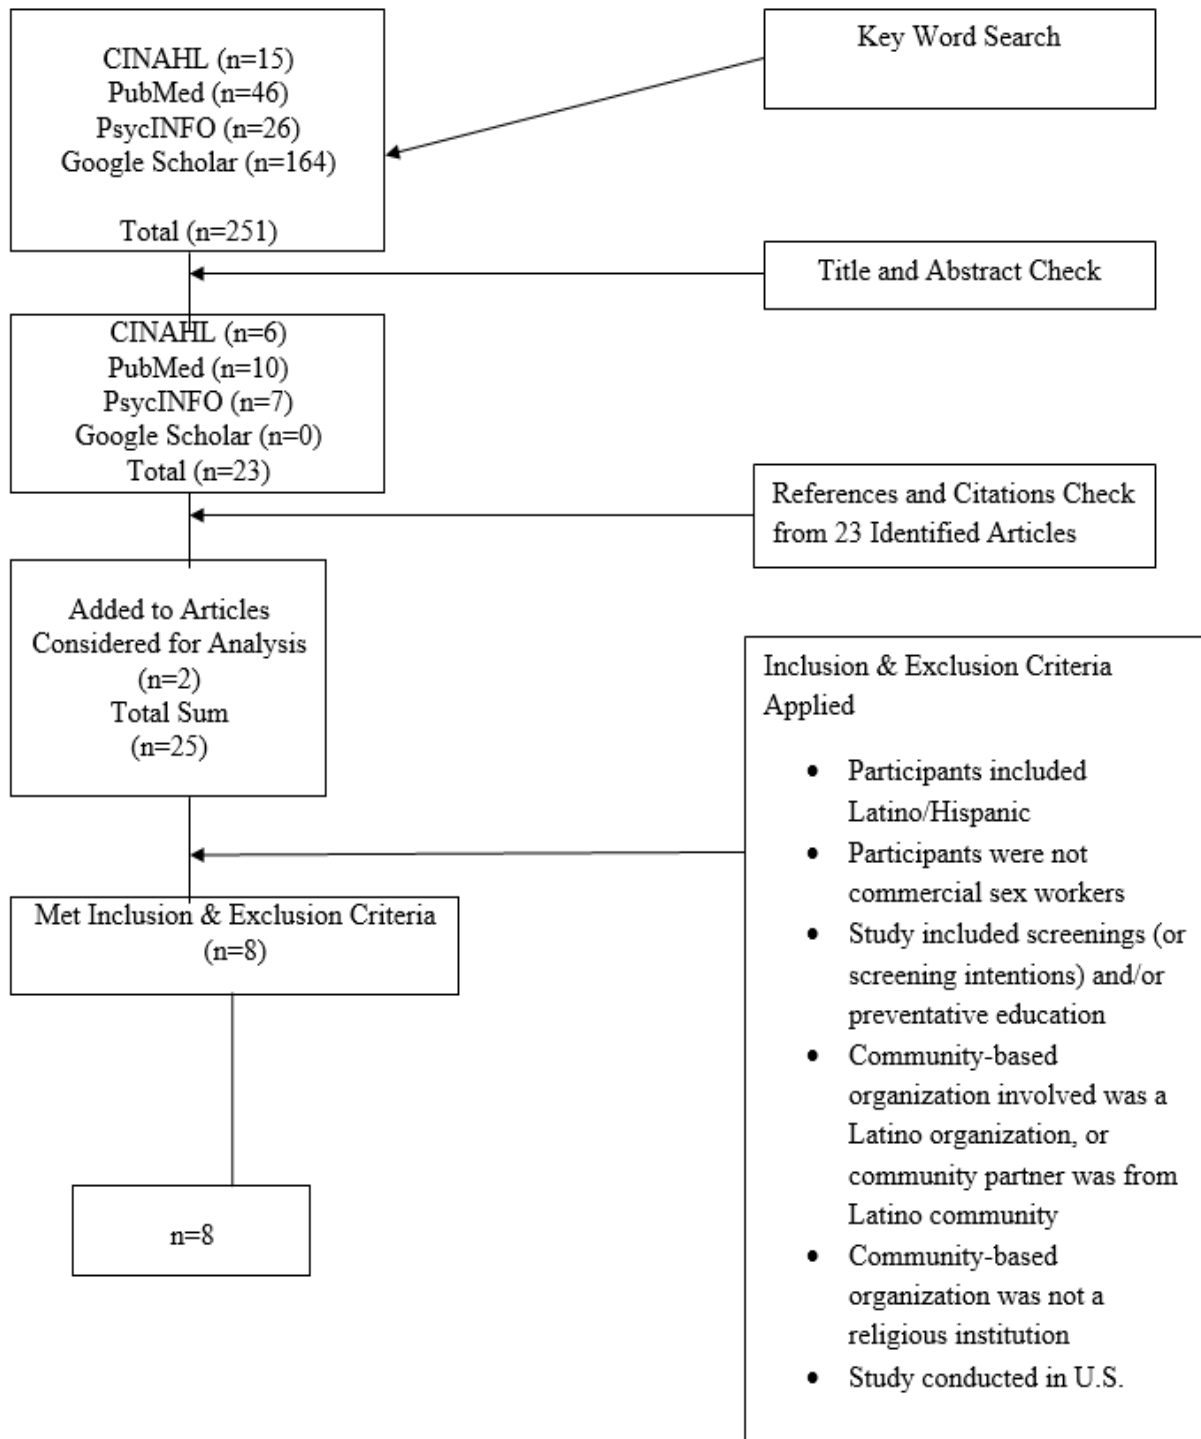 CINAHL (n=15)
PubMed (n=46)
PsycINFO (n=26)
Google Scholar (n=164)
Total (n=251)
Key Word Search
Title and Abstract Check
CINAHL (n=6)
PubMed (n=10)
PsycINFO (n=7)
Google Scholar (n=0)
Total (n=23)
References and Citations Check
from 23 Identified Articles
Added to Articles
Considered for Analysis
(n=2)
Total Sum
(n=25)
Inclusion & Exclusion Criteria
Applied
• Participants included
Latino/Hispanic
• Participants were not
commercial sex workers
• Study included screenings (or
screening intentions) and/or
preventative education
• Community-based
organization involved was a
Latino organization, or
community partner was from
Latino community
• Community-based
organization was not a
religious institution
• Study conducted in U.S.
Met Inclusion & Exclusion Criteria
(n=8)
n=8